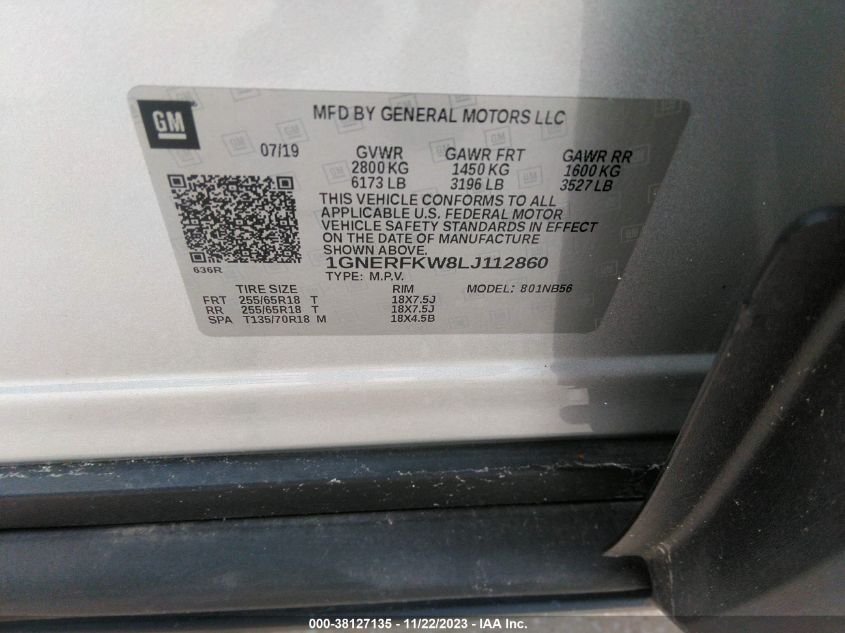 GM
MFD BY GENERAL MOTORS LLC
07/19 GVWR GAWR FRT GAWR RR
2800 KG 1450 KG 1600 KG
6173 LB 3196 LB 3527 LB
THIS VEHICLE CONFORMS TO ALL
APPLICABLE U.S. FEDERAL MOTOR
VEHICLE SAFETY STANDARDS IN EFFECT
ON THE DATE OF MANUFACTURE
SHOWN ABOVE.
636R 1GNERFKW8LJ112860
TYPE: M.P.V.
TIRE SIZE RIM MODEL: 801NB56
FRT 255/65R18 T 18X7.5J
RR 255/65R18 T 18X7.5J
SPA T135/70R18 M 18X4.5B
000-38127135 - 11/22/2023 - IAA Inc.